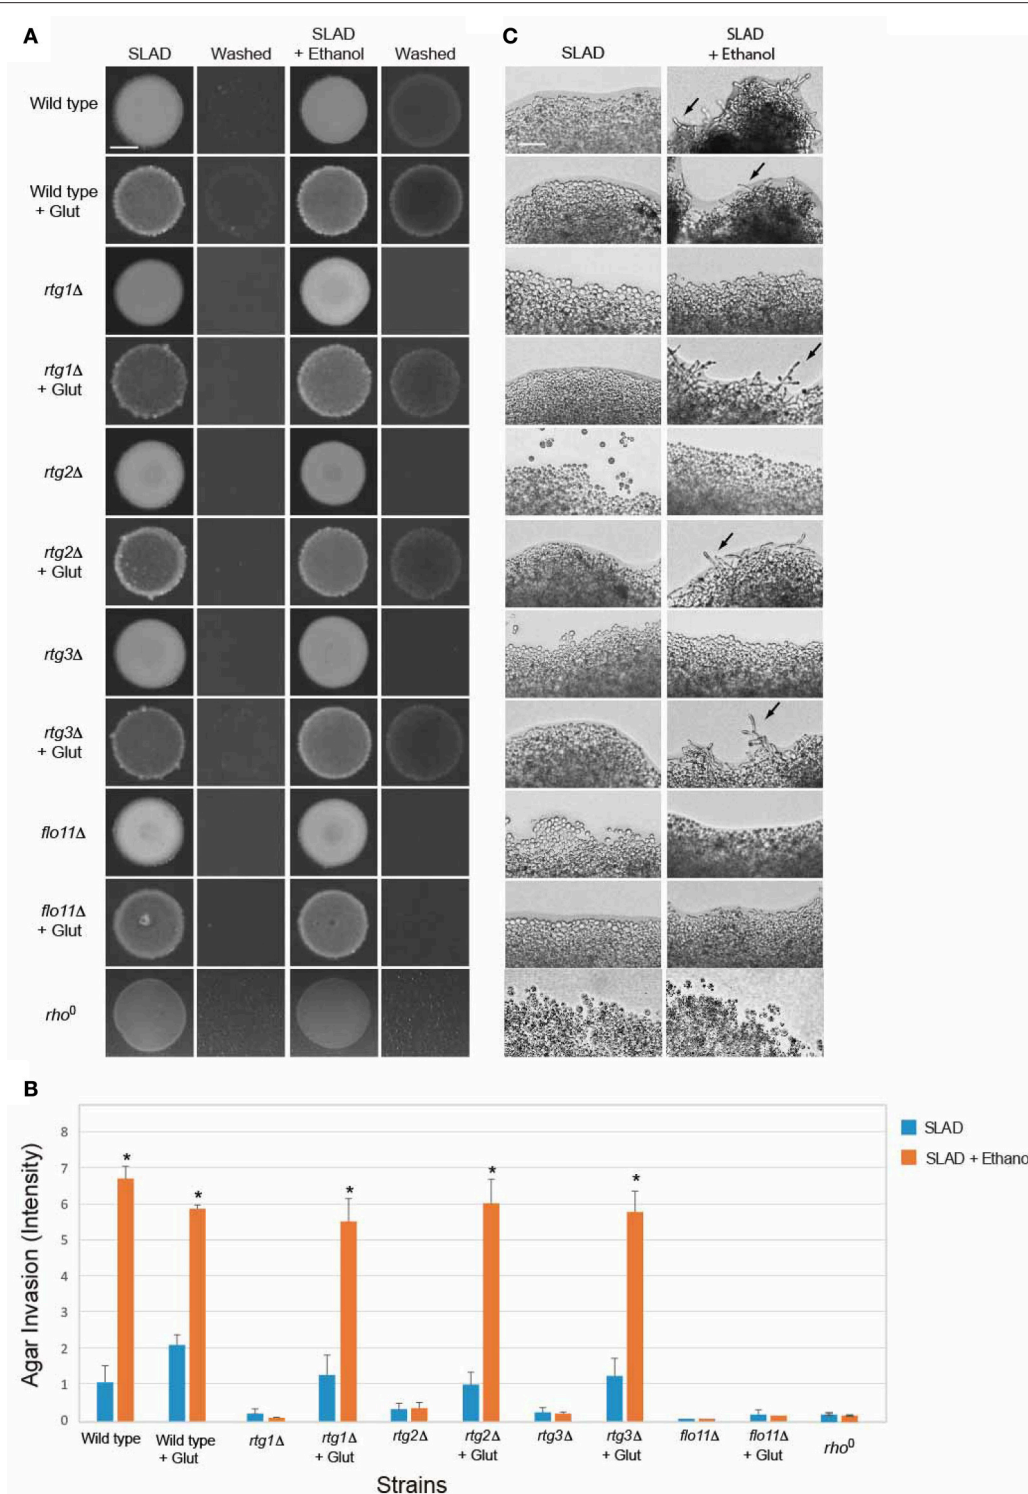 A
C
SLAD
Washed
SLAD
+ Ethanol
Washed
SLAD
SLAD
+ Ethanol
Wild type
Wild type
+ Glut
rtg1Δ
rtg1Δ
+ Glut
rtg2Δ
rtg2Δ
+ Glut
rtg3Δ
rtg3Δ
+ Glut
flo11Δ
flo11Δ
+ Glut
rho⁰
B
Agar Invasion (Intensity)
8
7
6
5
4
3
2
1
0
*
*
*
*
*
SLAD
SLAD + Ethano
Wild type
Wild type
+ Glut
rtg1Δ
rtg1Δ
+ Glut
rtg2Δ
rtg2Δ
+ Glut
rtg3Δ
rtg3Δ
+ Glut
flo11Δ
flo11Δ
+ Glut
rho⁰
Strains